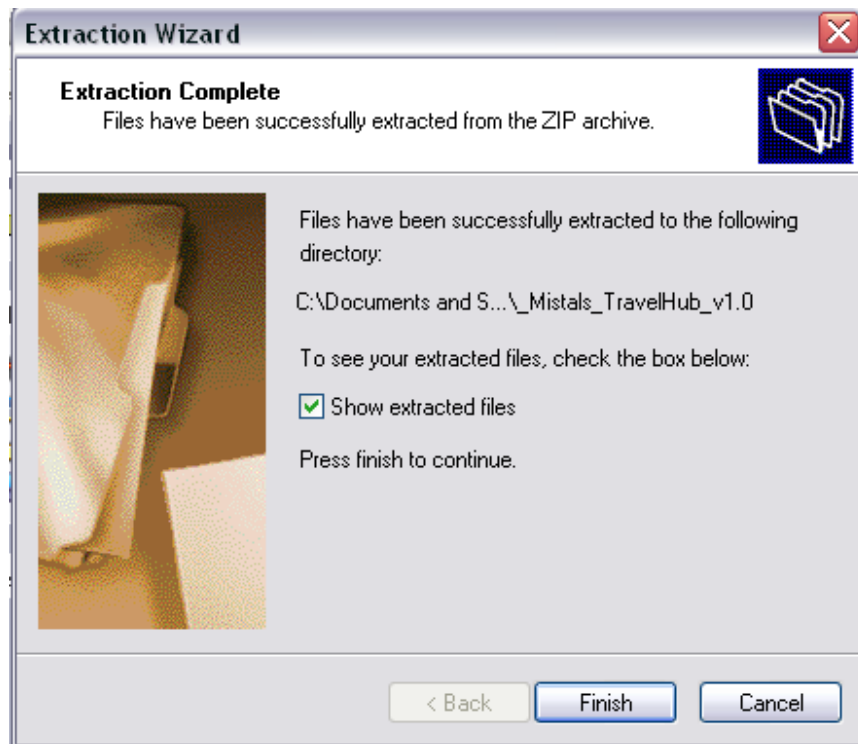 Extraction Wizard
Extraction Complete
Files have been successfully extracted from the ZIP archive.
Files have been successfully extracted to the following
directory:
C:\Documents and S...\_Mistals_TravelHub_v1.0
To see your extracted files, check the box below:
Show extracted files
Press finish to continue.
< Back
Finish
Cancel